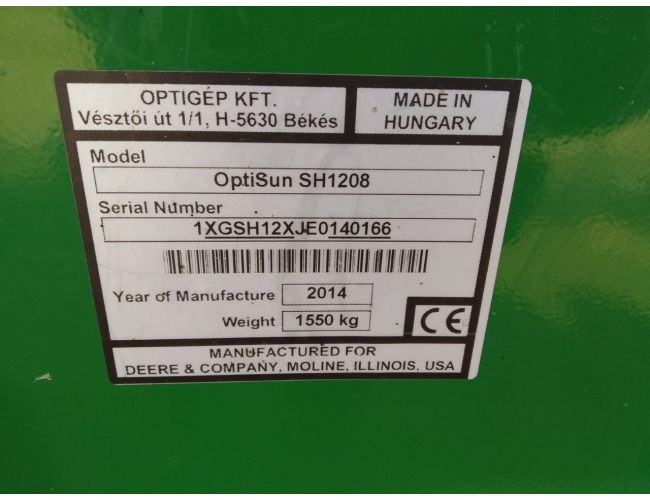 OPTIGÉP KFT.
Vésztői út 1/1, H-5630 Békés
MADE IN
HUNGARY
Model
OptiSun SH1208
Serial Number
1XGSH12XJE0140166
Year of Manufacture 2014
Weight 1550 kg
CE
MANUFACTURED FOR
DEERE & COMPANY, MOLINE, ILLINOIS, USA